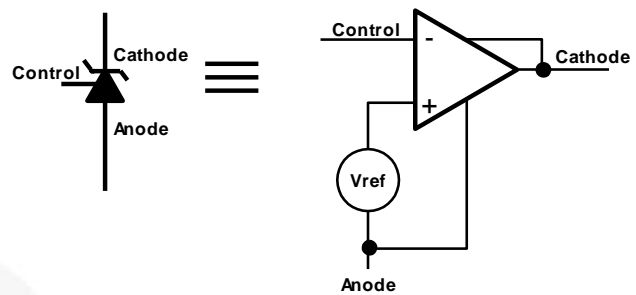 Cathode
Control
Anode
Control
-
Cathode
+
Vref
Anode